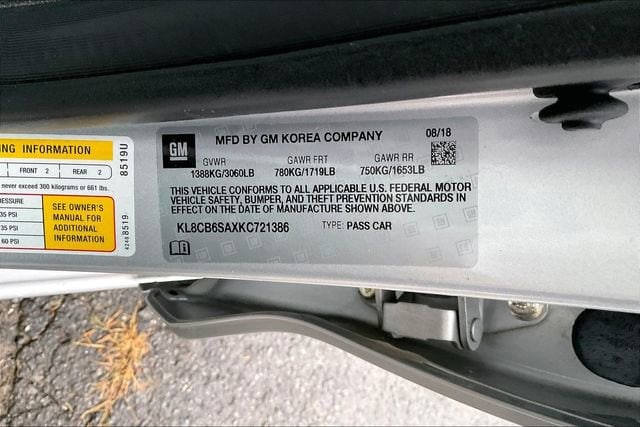 GM
MFD BY GM KOREA COMPANY
08/18
GVWR GAWR FRT GAWR RR
1388KG/3060LB 780KG/1719LB 750KG/1653LB
THIS VEHICLE CONFORMS TO ALL APPLICABLE U.S. FEDERAL MOTOR
VEHICLE SAFETY, BUMPER, AND THEFT PREVENTION STANDARDS IN
EFFECT ON THE DATE OF MANUFACTURE SHOWN ABOVE.
KL8CB6SAXKC721386 TYPE: PASS CAR
ING INFORMATION
FRONT 2 REAR 2
never exceed 300 kilograms or 661 lbs.
RESSURE
35 PSI
35 PSI
60 PSI
SEE OWNER'S
MANUAL FOR
ADDITIONAL
INFORMATION
8519U
42488519